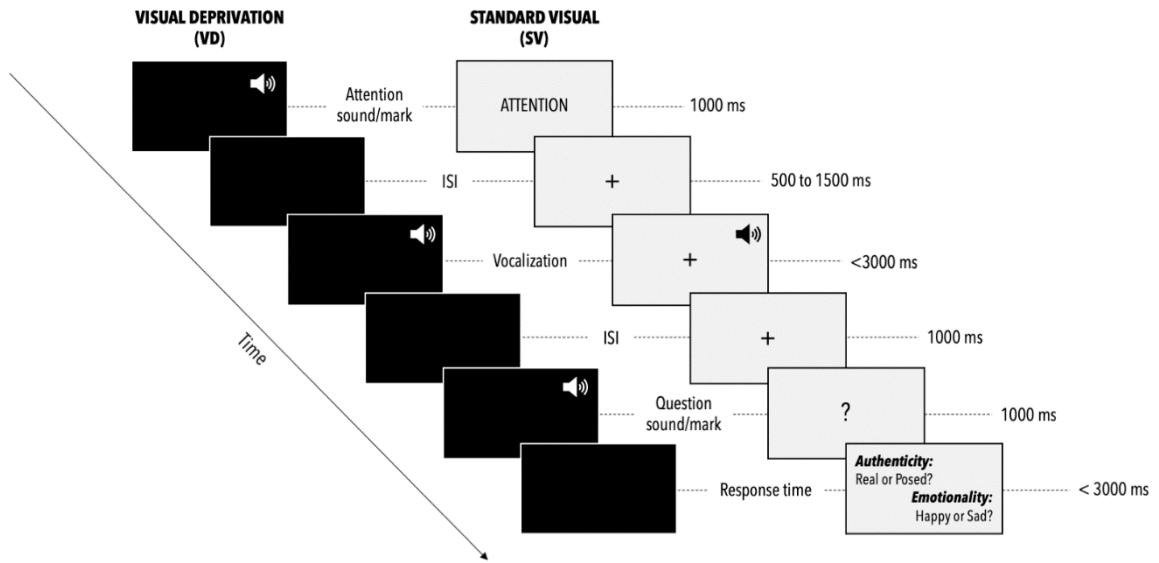 VISUAL DEPRIVATION
(VD)
STANDARD VISUAL
(SV)
Attention
sound/mark
ATTENTION
1000 ms
ISI
+
500 to 1500 ms
Vocalization
+
<3000 ms
ISI
+
1000 ms
Time
Question
sound/mark
?
1000 ms
Response time
Authenticity:
Real or Posed?
Emotionality:
Happy or Sad?
< 3000 ms